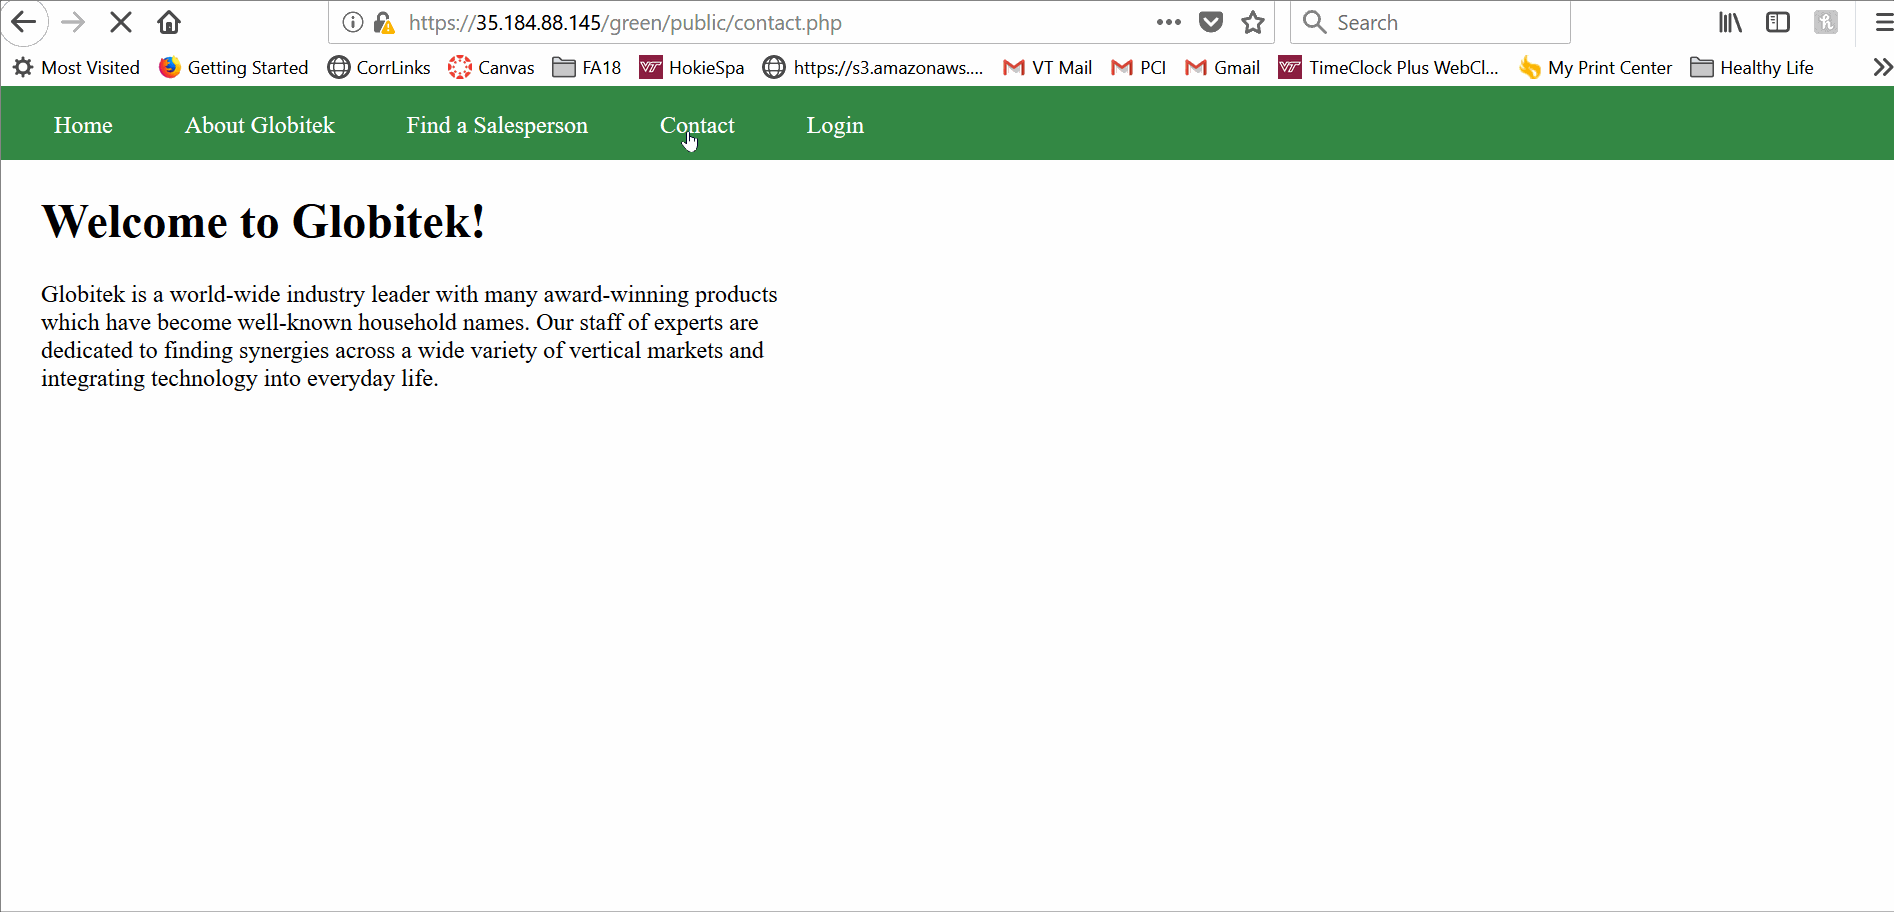 https://35.184.88.145/green/public/contact.php Search
Most Visited Getting Started CorrLinks Canvas FA18 VT HokieSpa https://s3.amazonaws.... VT Mail PCI Gmail VT TimeClock Plus WebCl... My Print Center Healthy Life
Home About Globitek Find a Salesperson Contact Login
Welcome to Globitek!
Globitek is a world-wide industry leader with many award-winning products
which have become well-known household names. Our staff of experts are
dedicated to finding synergies across a wide variety of vertical markets and
integrating technology into everyday life.